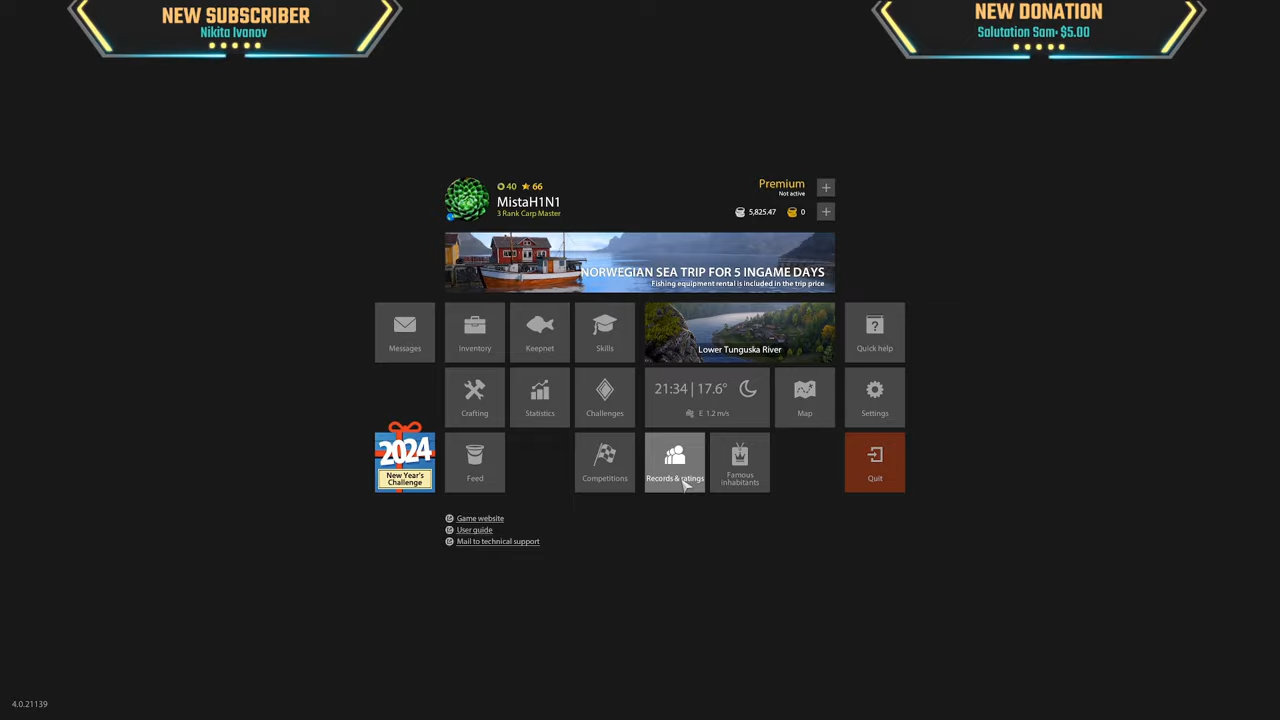 NEW SUBSCRIBER
Nikita Ivanov
NEW DONATION
Salutation Sam• $5.00
40 66
MistaH1N1
3 Rank Carp Master
Premium
Not active
5,825.47 0
NORWEGIAN SEA TRIP FOR 5 INGAME DAYS
Fishing equipment rental is included in the trip price
Messages
Inventory
Keepnet
Skills
Lower Tunguska River
Quick help
Crafting
Statistics
Challenges
21:34 | 17.6°
E 1.2 m/s
Map
Settings
2024
New Year's
Challenge
Feed
Competitions
Records & ratings
Famous
inhabitants
Quit
Game website
User guide
Mail to technical support
4.0.21139